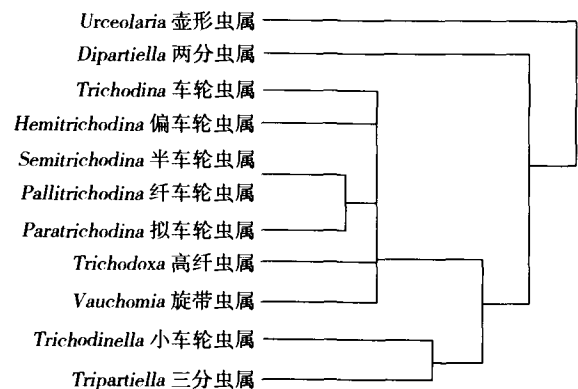 Urceolaria 壶形虫属
Dipartiella 两分虫属
Trichodina 车轮虫属
Hemitrichodina 偏车轮虫属
Semitrichodina 半车轮虫属
Pallitrichodina 纤车轮虫属
Paratrichodina 拟车轮虫属
Trichodoxa 高纤虫属
Vauchomia 旋带虫属
Trichodinella 小车轮虫属
Tripartiella 三分虫属